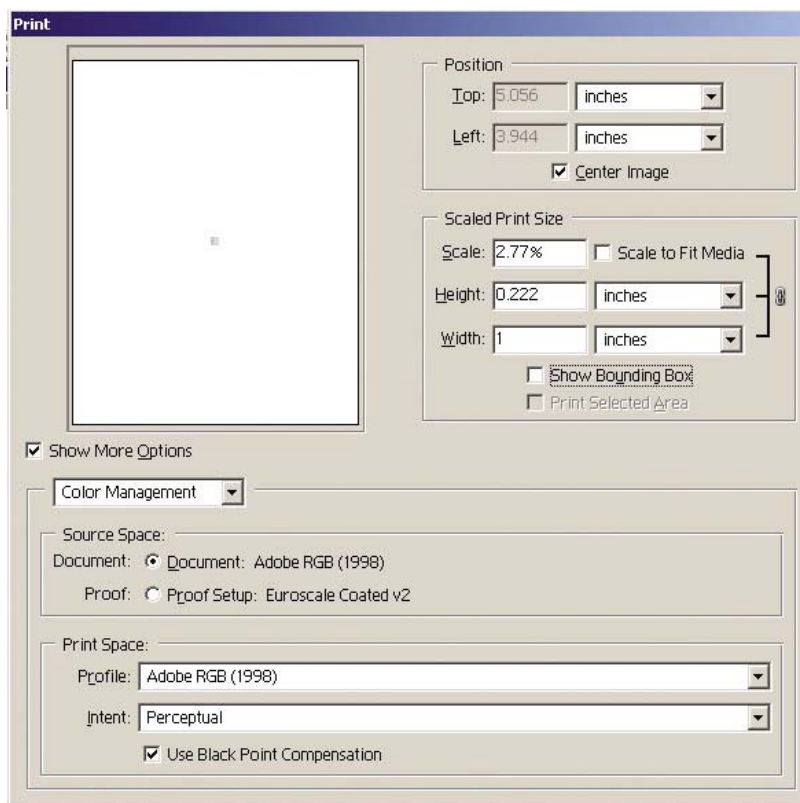 Print
Position
Top: 5.056 inches
Left: 3.944 inches
Center Image
Scaled Print Size
Scale: 2.77% Scale to Fit Media
Height: 0.222 inches
Width: 1 inches
Show Bounding Box
Print Selected Area
Show More Options
Color Management
Source Space:
Document: Document: Adobe RGB (1998)
Proof: Proof Setup: Euroscale Coated v2
Print Space:
Profile: Adobe RGB (1998)
Intent: Perceptual
Use Black Point Compensation